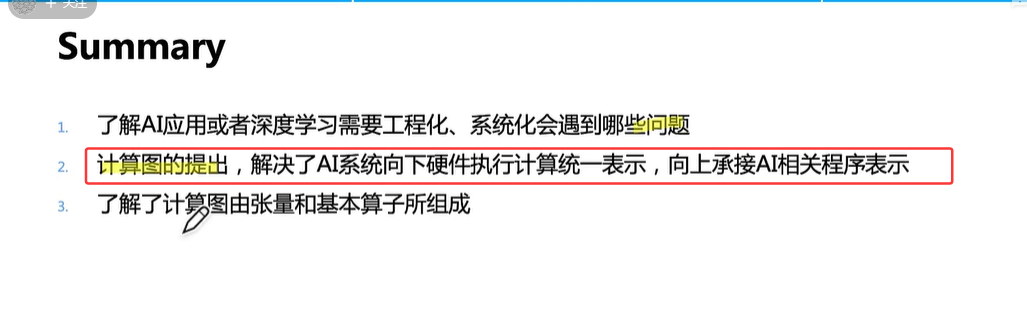 + 关注
Summary
1. 了解AI应用或者深度学习需要工程化、系统化会遇到哪些问题
2. 计算图的提出，解决了AI系统向下硬件执行计算统一表示，向上承接AI相关程序表示
3. 了解了计算图由张量和基本算子所组成